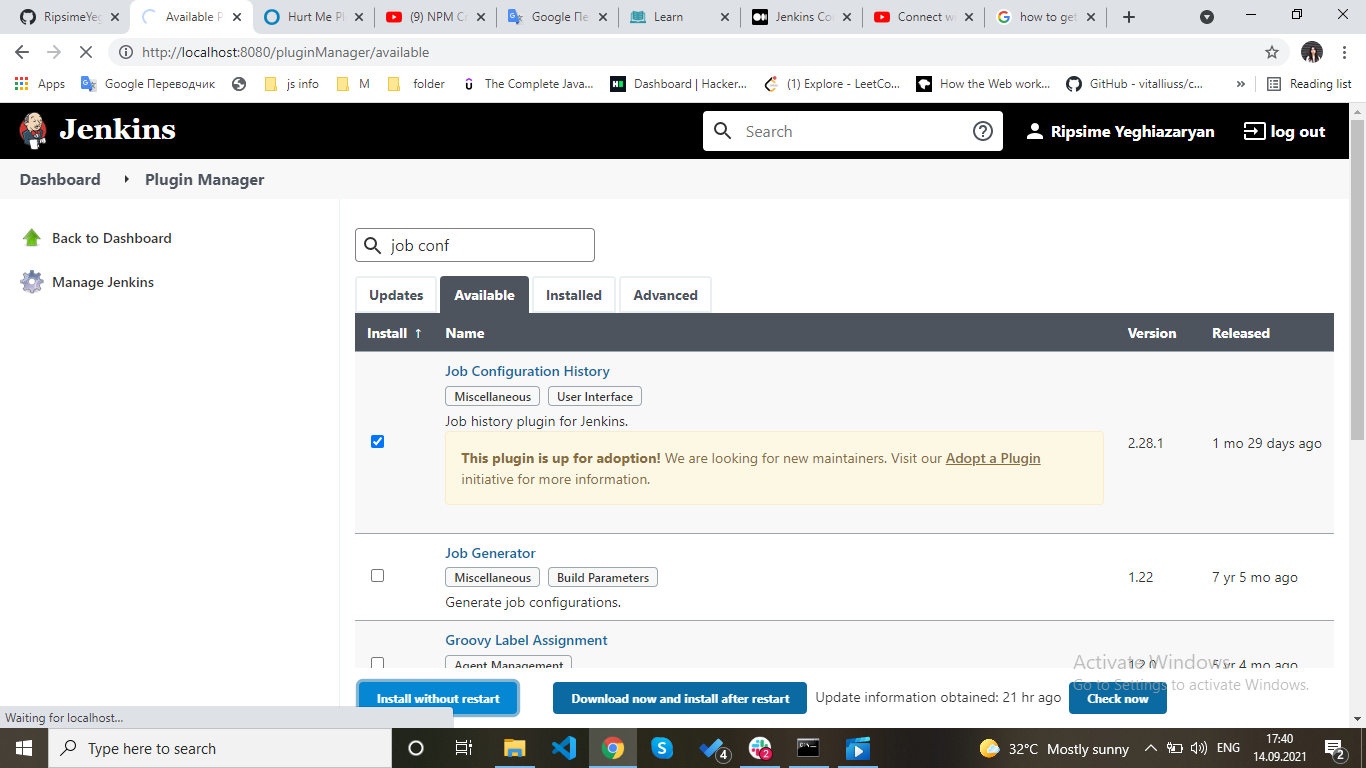 RipsimeYeg
Available P
Hurt Me Pl
(9) NPM Cr
Google Пе
Learn
Jenkins Co
Connect w
how to get
http://localhost:8080/pluginManager/available
Apps
Google Переводчик
js info
M
folder
The Complete Java...
Dashboard | Hacker...
(1) Explore - LeetCo...
How the Web work...
GitHub - vitalliuss/c...
»
Reading list
Jenkins
Search
Ripsime Yeghiazaryan
log out
Dashboard
Plugin Manager
Back to Dashboard
Manage Jenkins
job conf
Updates
Available
Installed
Advanced
Install ↑
Name
Version
Released
Job Configuration History
Miscellaneous
User Interface
Job history plugin for Jenkins.
This plugin is up for adoption! We are looking for new maintainers. Visit our Adopt a Plugin
initiative for more information.
2.28.1
1 mo 29 days ago
Job Generator
Miscellaneous
Build Parameters
Generate job configurations.
1.22
7 yr 5 mo ago
Groovy Label Assignment
Agent Management
1.2.0
5 yr 4 mo ago
Activate Windows
Go to Settings to activate Windows.
Install without restart
Download now and install after restart
Update information obtained: 21 hr ago
Check now
Waiting for localhost...
Type here to search
4
2
32°C Mostly sunny
ENG
17:40
14.09.2021
2